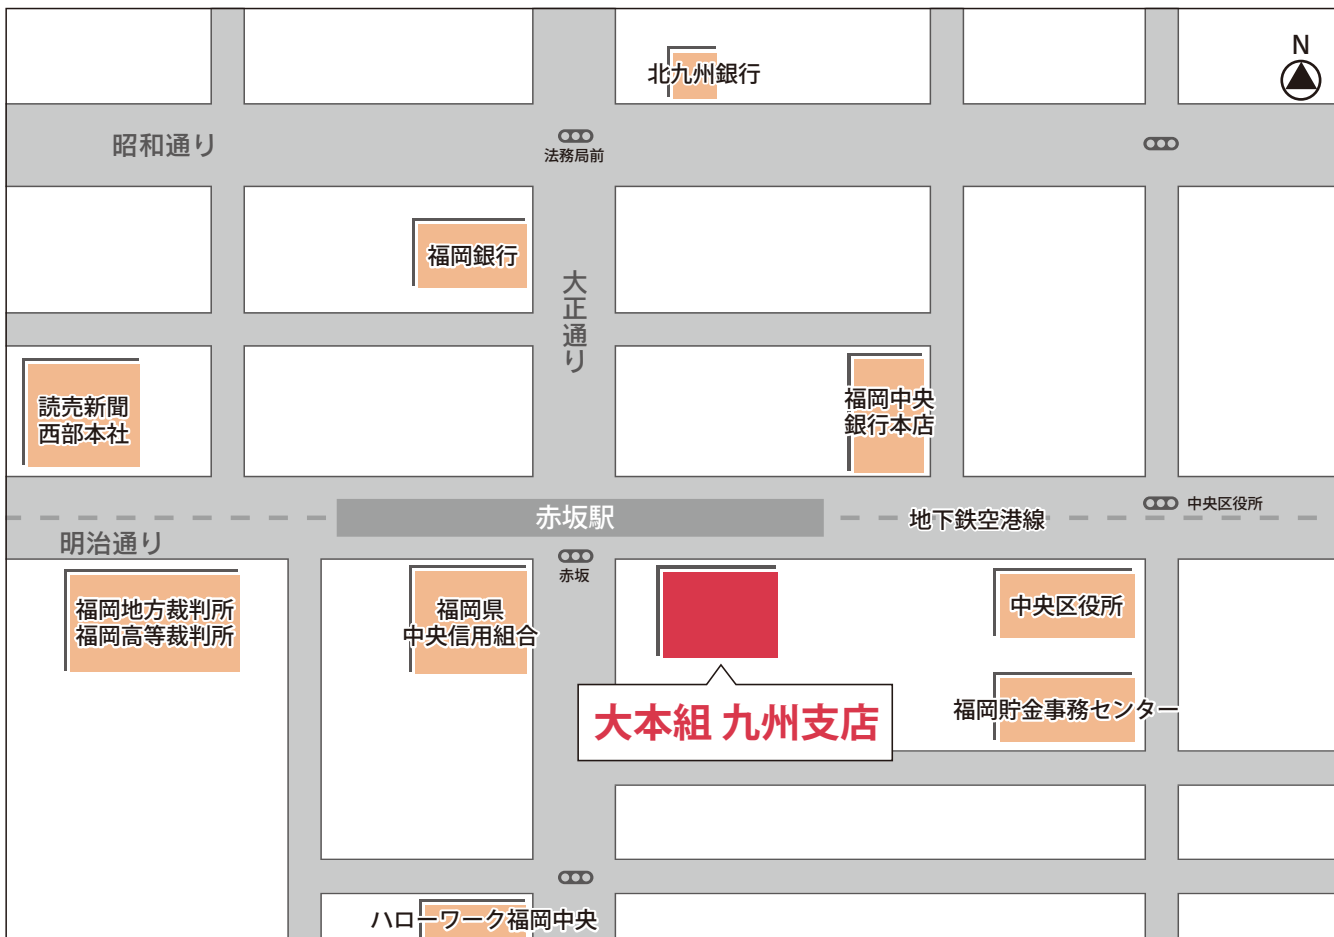 N
北九州銀行
昭和通り
法務局前
福岡銀行
大正通り
読売新聞
西部本社
福岡中央
銀行本店
赤坂駅
地下鉄空港線
中央区役所
明治通り
赤坂
福岡地方裁判所
福岡高等裁判所
福岡県
中央信用組合
中央区役所
大本組 九州支店
福岡貯金事務センター
ハローワーク福岡中央